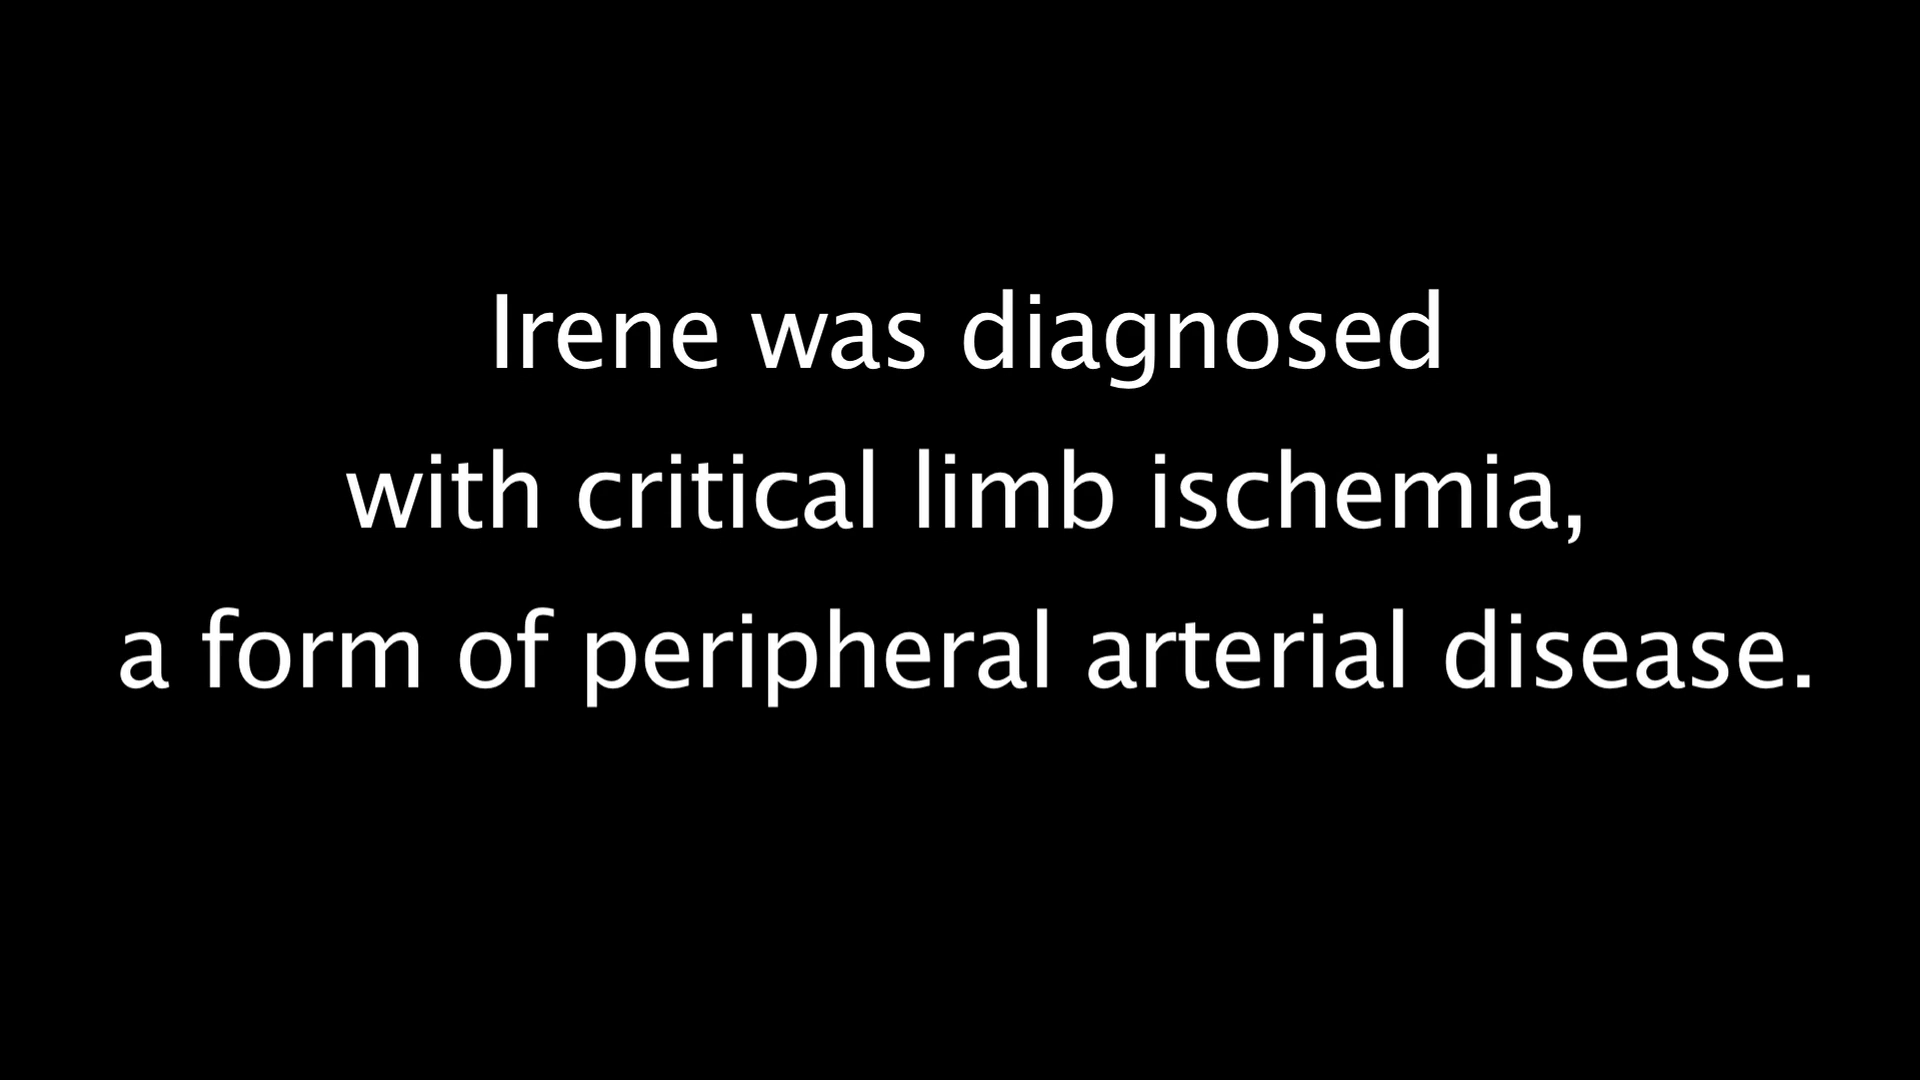 Irene was diagnosed
with critical limb ischemia,
a form of peripheral arterial disease.